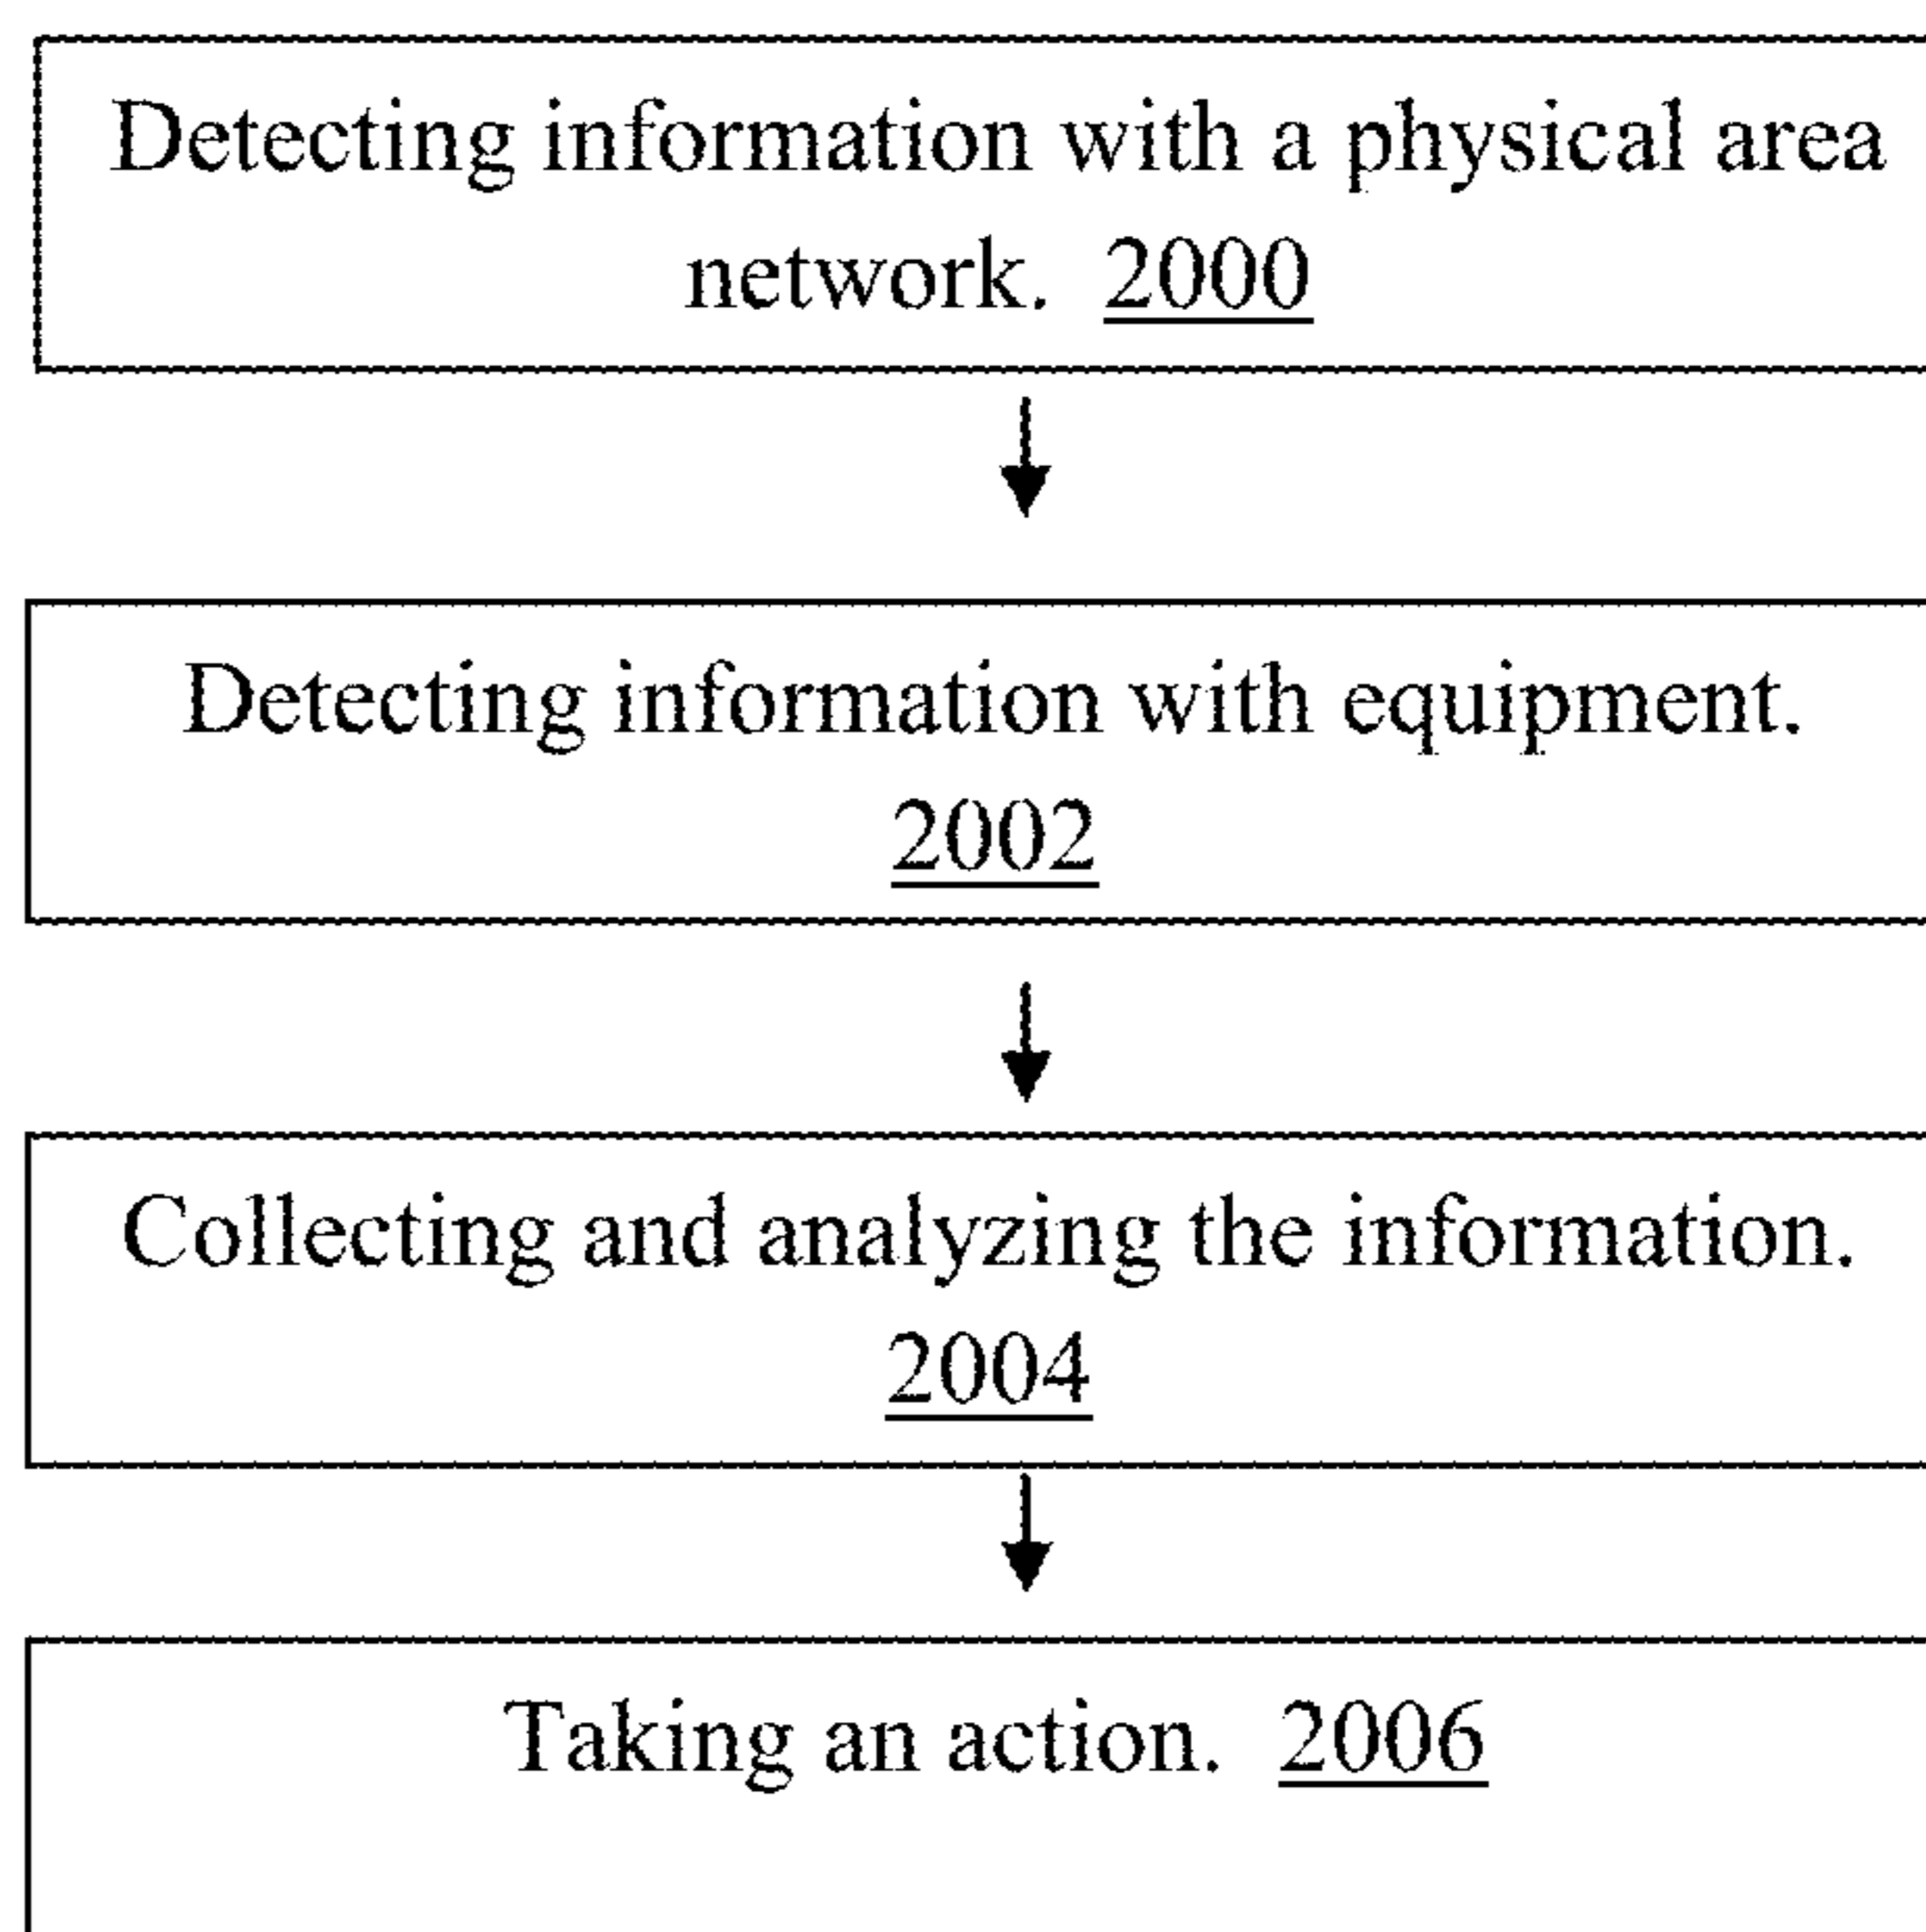 Detecting information with a physical area
network. 2000
Detecting information with equipment.
2002
Collecting and analyzing the information.
2004
Taking an action. 2006